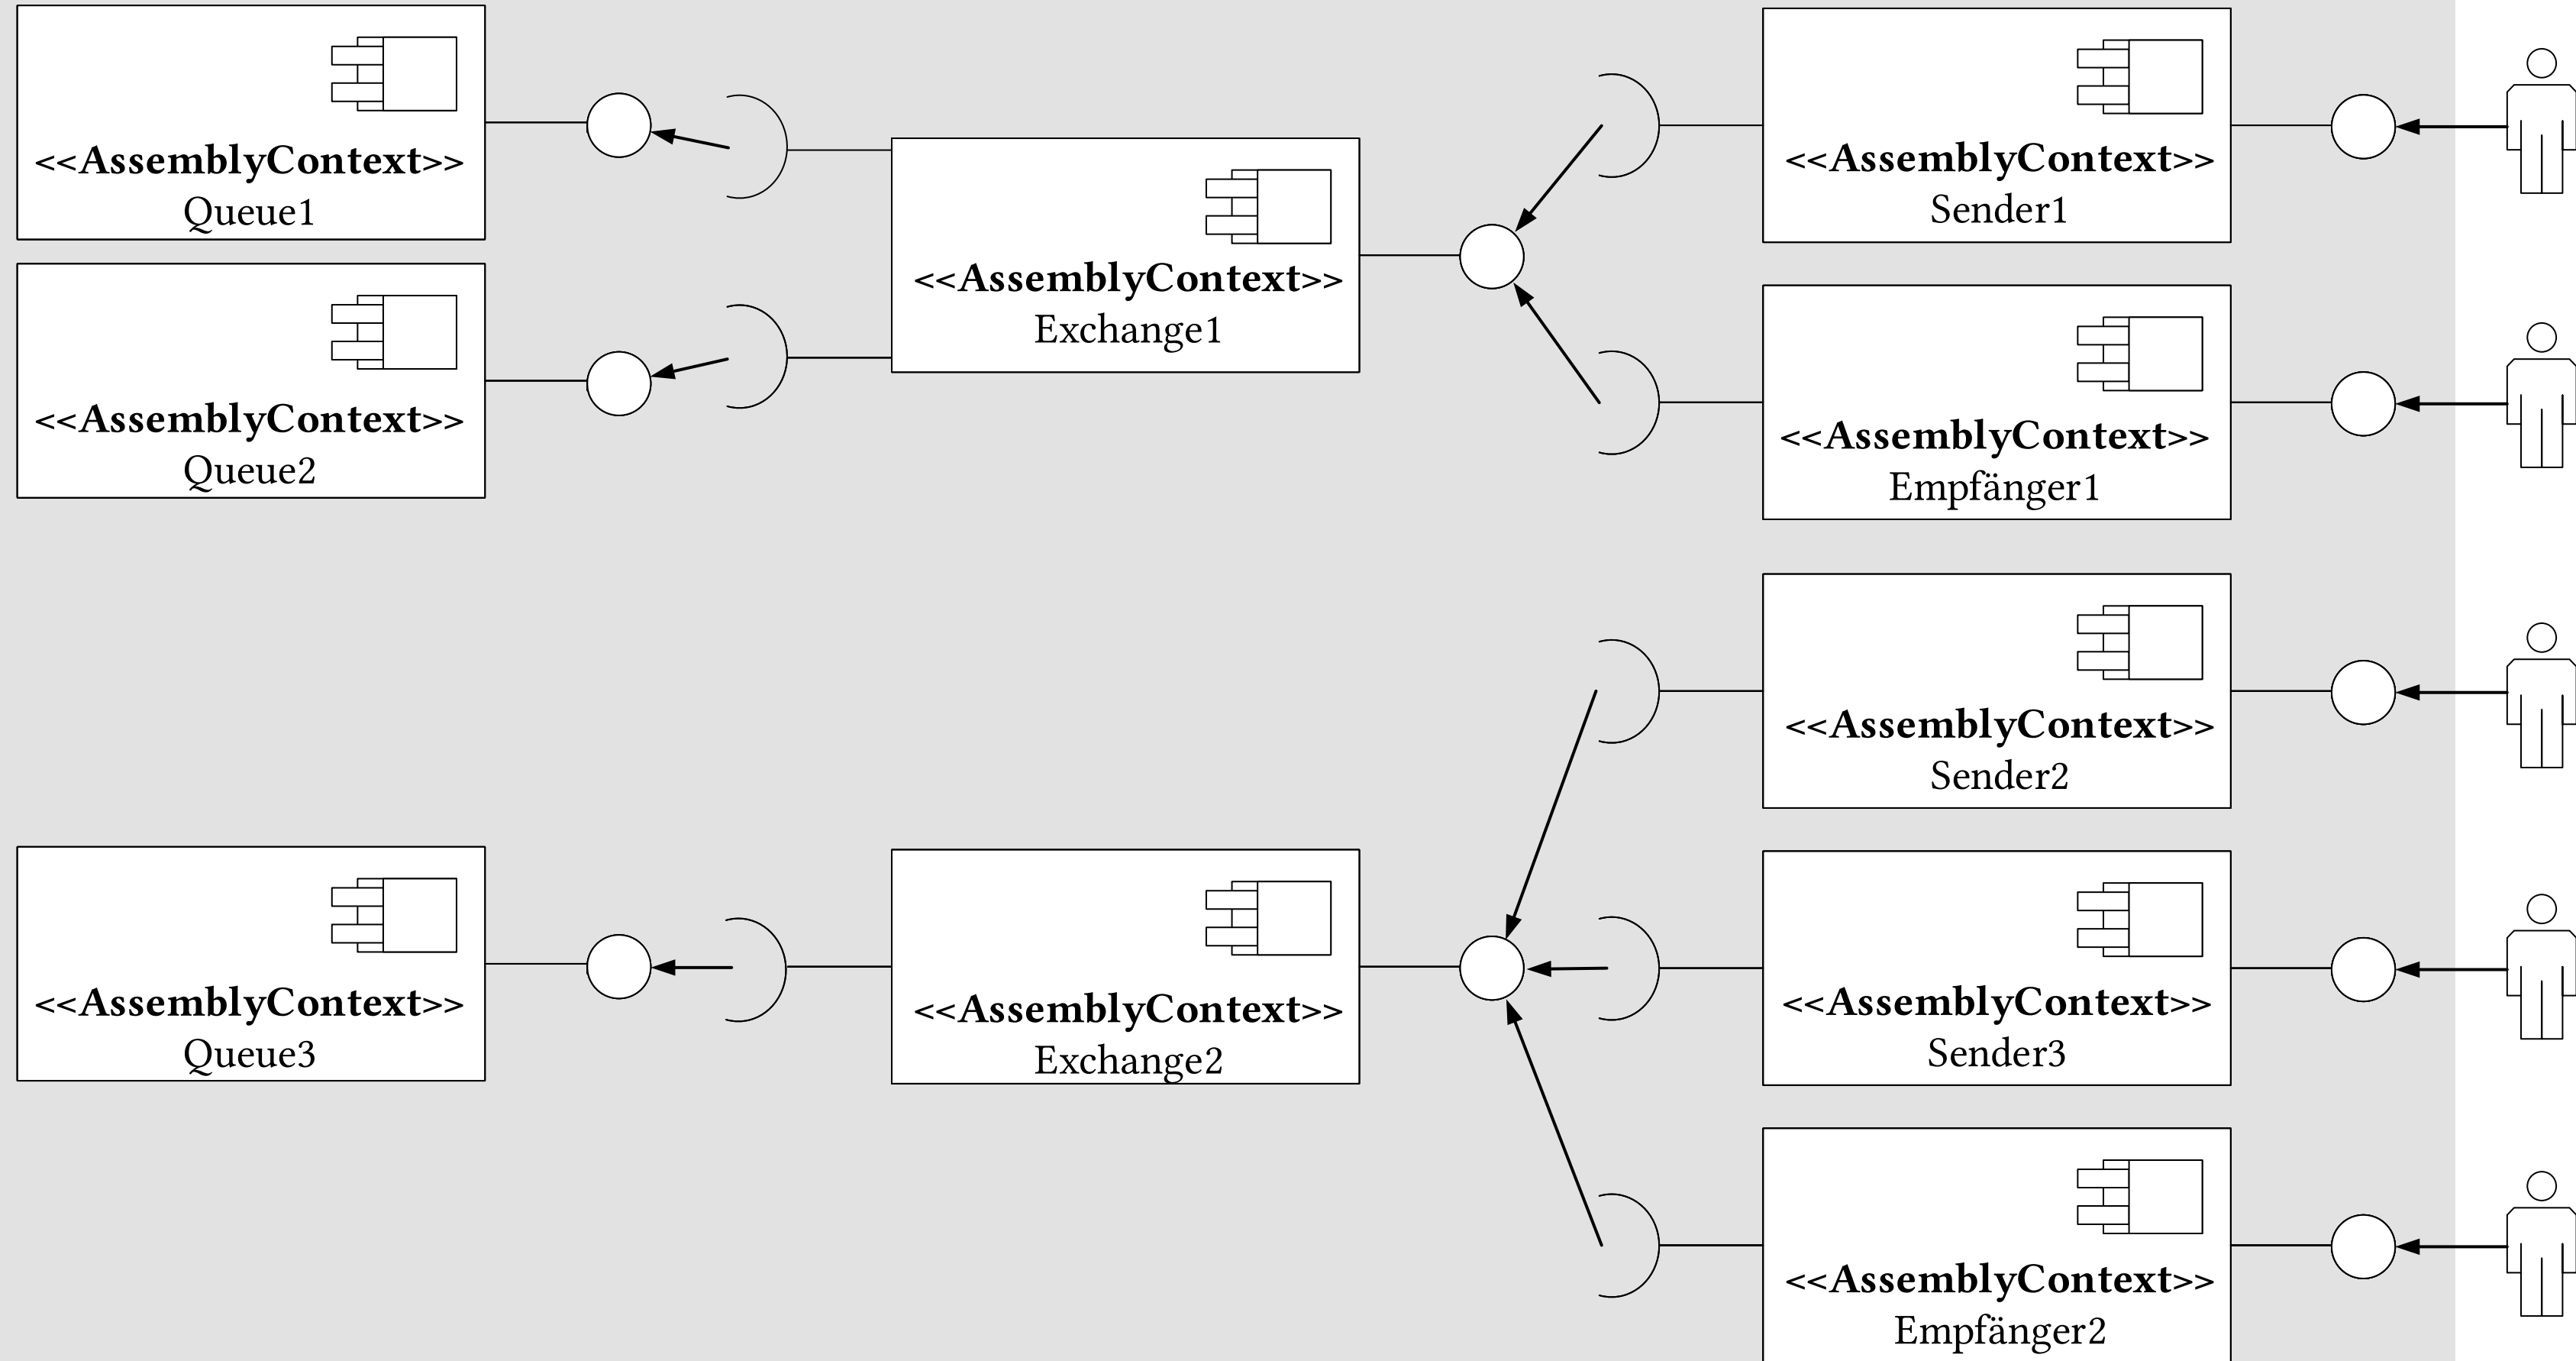 <<AssemblyContext>>
Queue1
<<AssemblyContext>>
Queue2
<<AssemblyContext>>
Exchange1
<<AssemblyContext>>
Sender1
<<AssemblyContext>>
Empfänger1
<<AssemblyContext>>
Sender2
<<AssemblyContext>>
Queue3
<<AssemblyContext>>
Exchange2
<<AssemblyContext>>
Sender3
<<AssemblyContext>>
Empfänger2